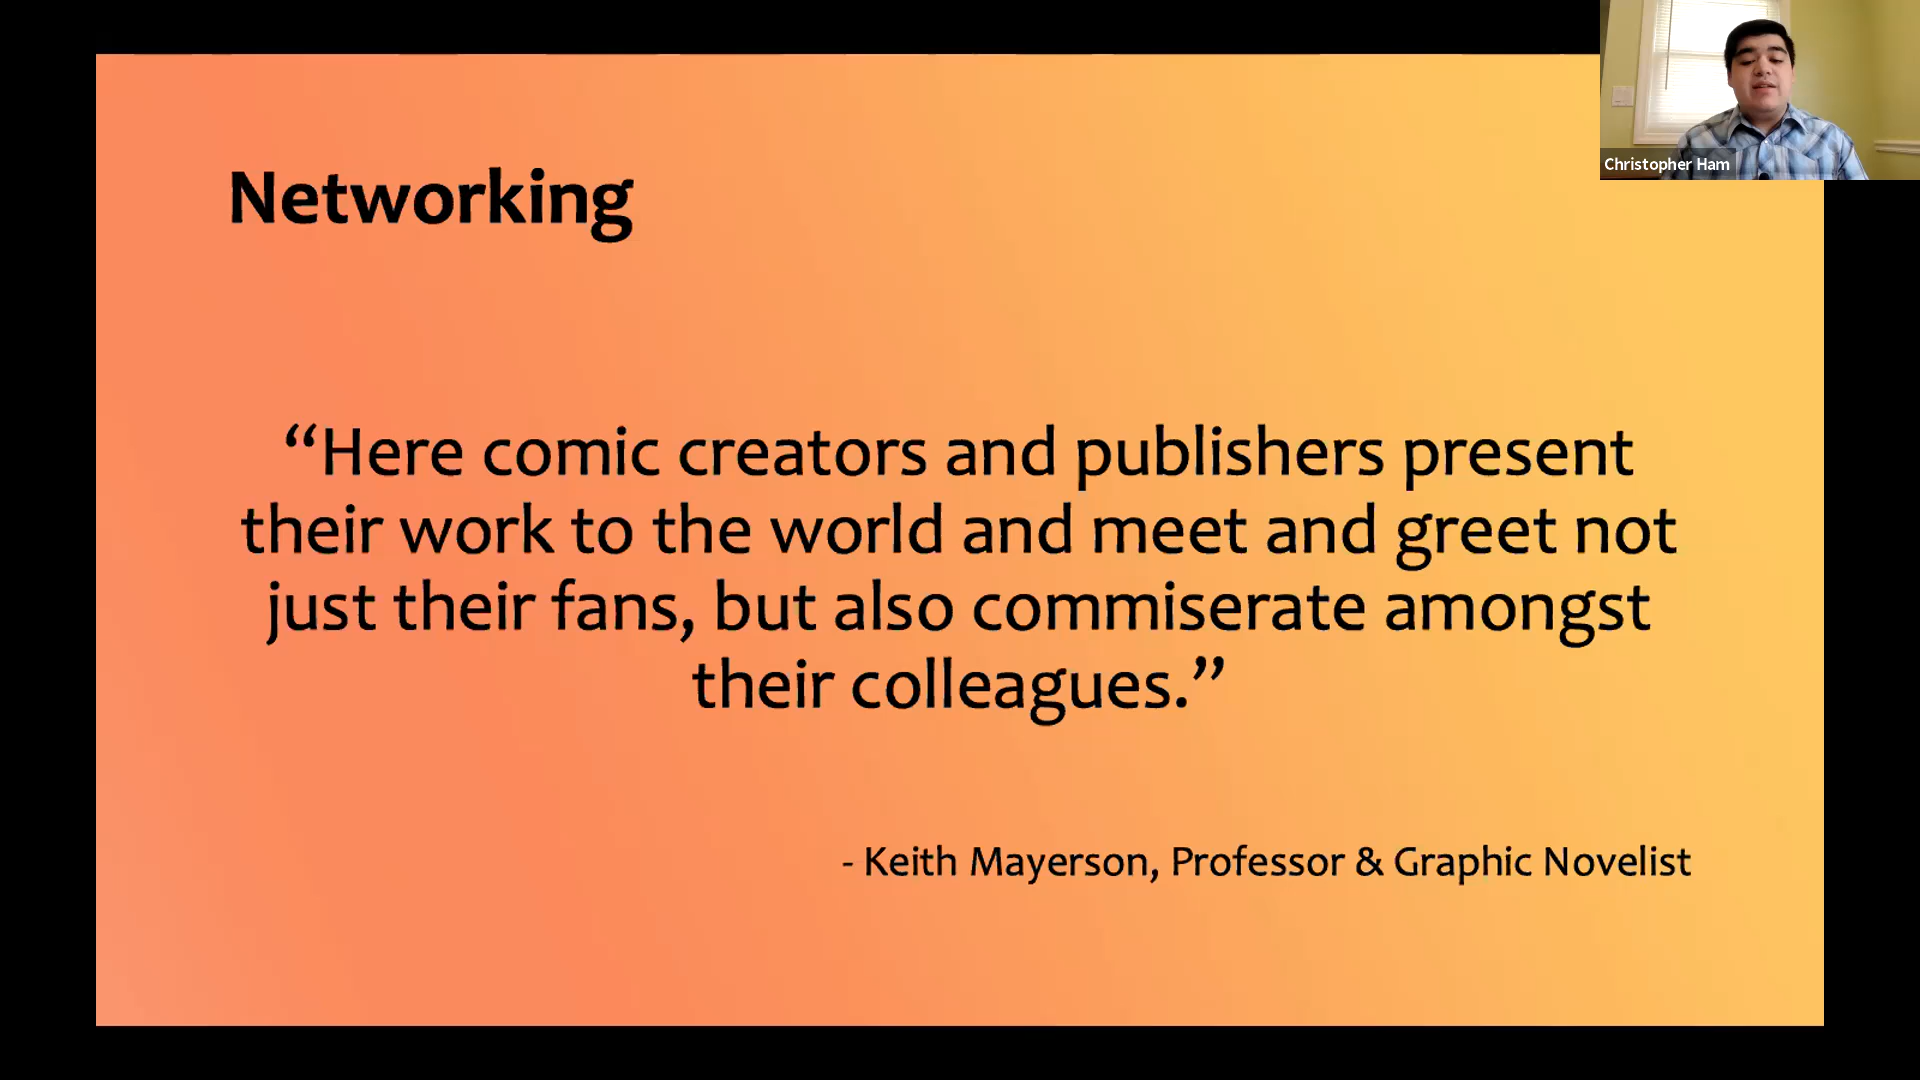 Christopher Ham
Networking
“Here comic creators and publishers present
their work to the world and meet and greet not
just their fans, but also commiserate amongst
their colleagues.”
- Keith Mayerson, Professor & Graphic Novelist